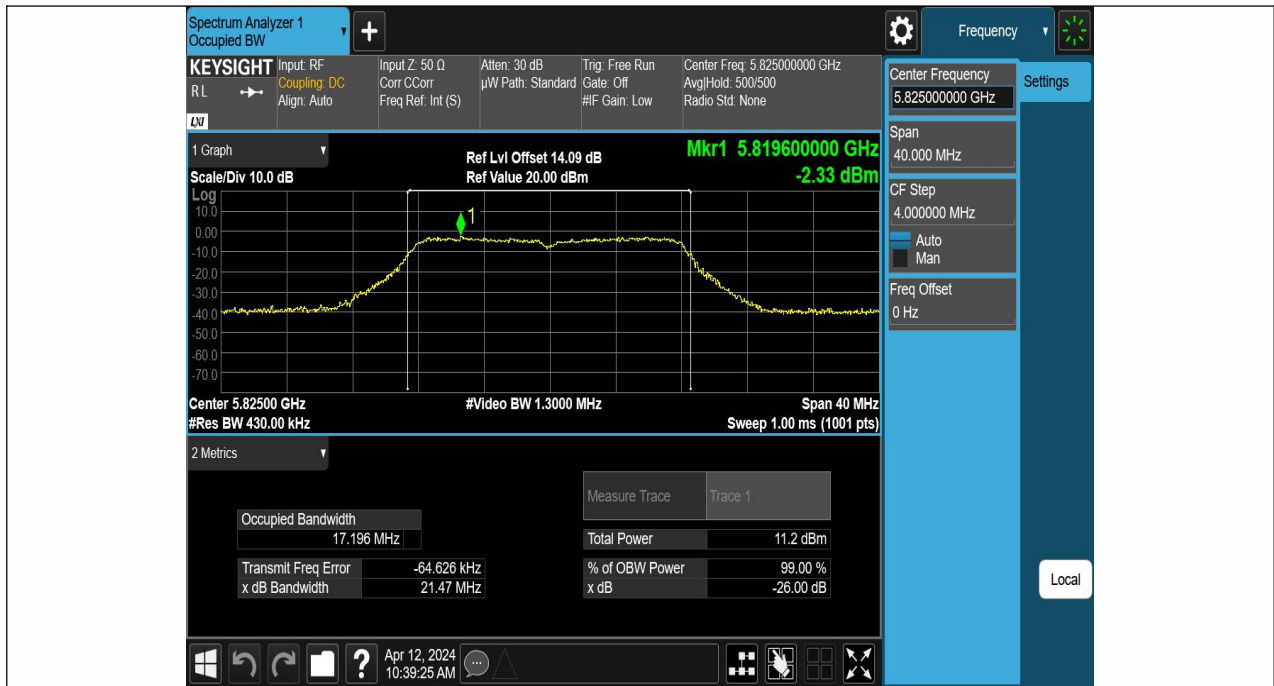 Spectrum Analyzer 1
Occupied BW
+
Frequency
KEYSIGHT
R L
LXI
Input: RF
Coupling: DC
Align: Auto
Input Z: 50 Ω
Corr CCorr
Freq Ref: Int (S)
Atten: 30 dB
µW Path: Standard
Trig: Free Run
Gate: Off
#IF Gain: Low
Center Freq: 5.825000000 GHz
Avg|Hold: 500/500
Radio Std: None
Center Frequency
5.825000000 GHz
Settings
Span
40.000 MHz
CF Step
4.000000 MHz
Auto
Man
Freq Offset
0 Hz
Local
1 Graph
Scale/Div 10.0 dB
Ref Lvl Offset 14.09 dB
Ref Value 20.00 dBm
Mkr1 5.819600000 GHz
-2.33 dBm
Log
10.0
0.00
-10.0
-20.0
-30.0
-40.0
-50.0
-60.0
-70.0
1
Center 5.82500 GHz
#Video BW 1.3000 MHz
Span 40 MHz
#Res BW 430.00 kHz
Sweep 1.00 ms (1001 pts)
2 Metrics
Measure Trace Trace 1
Occupied Bandwidth
17.196 MHz
Total Power 11.2 dBm
Transmit Freq Error -64.626 kHz
% of OBW Power 99.00 %
x dB Bandwidth 21.47 MHz
x dB -26.00 dB
?
Apr 12, 2024
10:39:25 AM